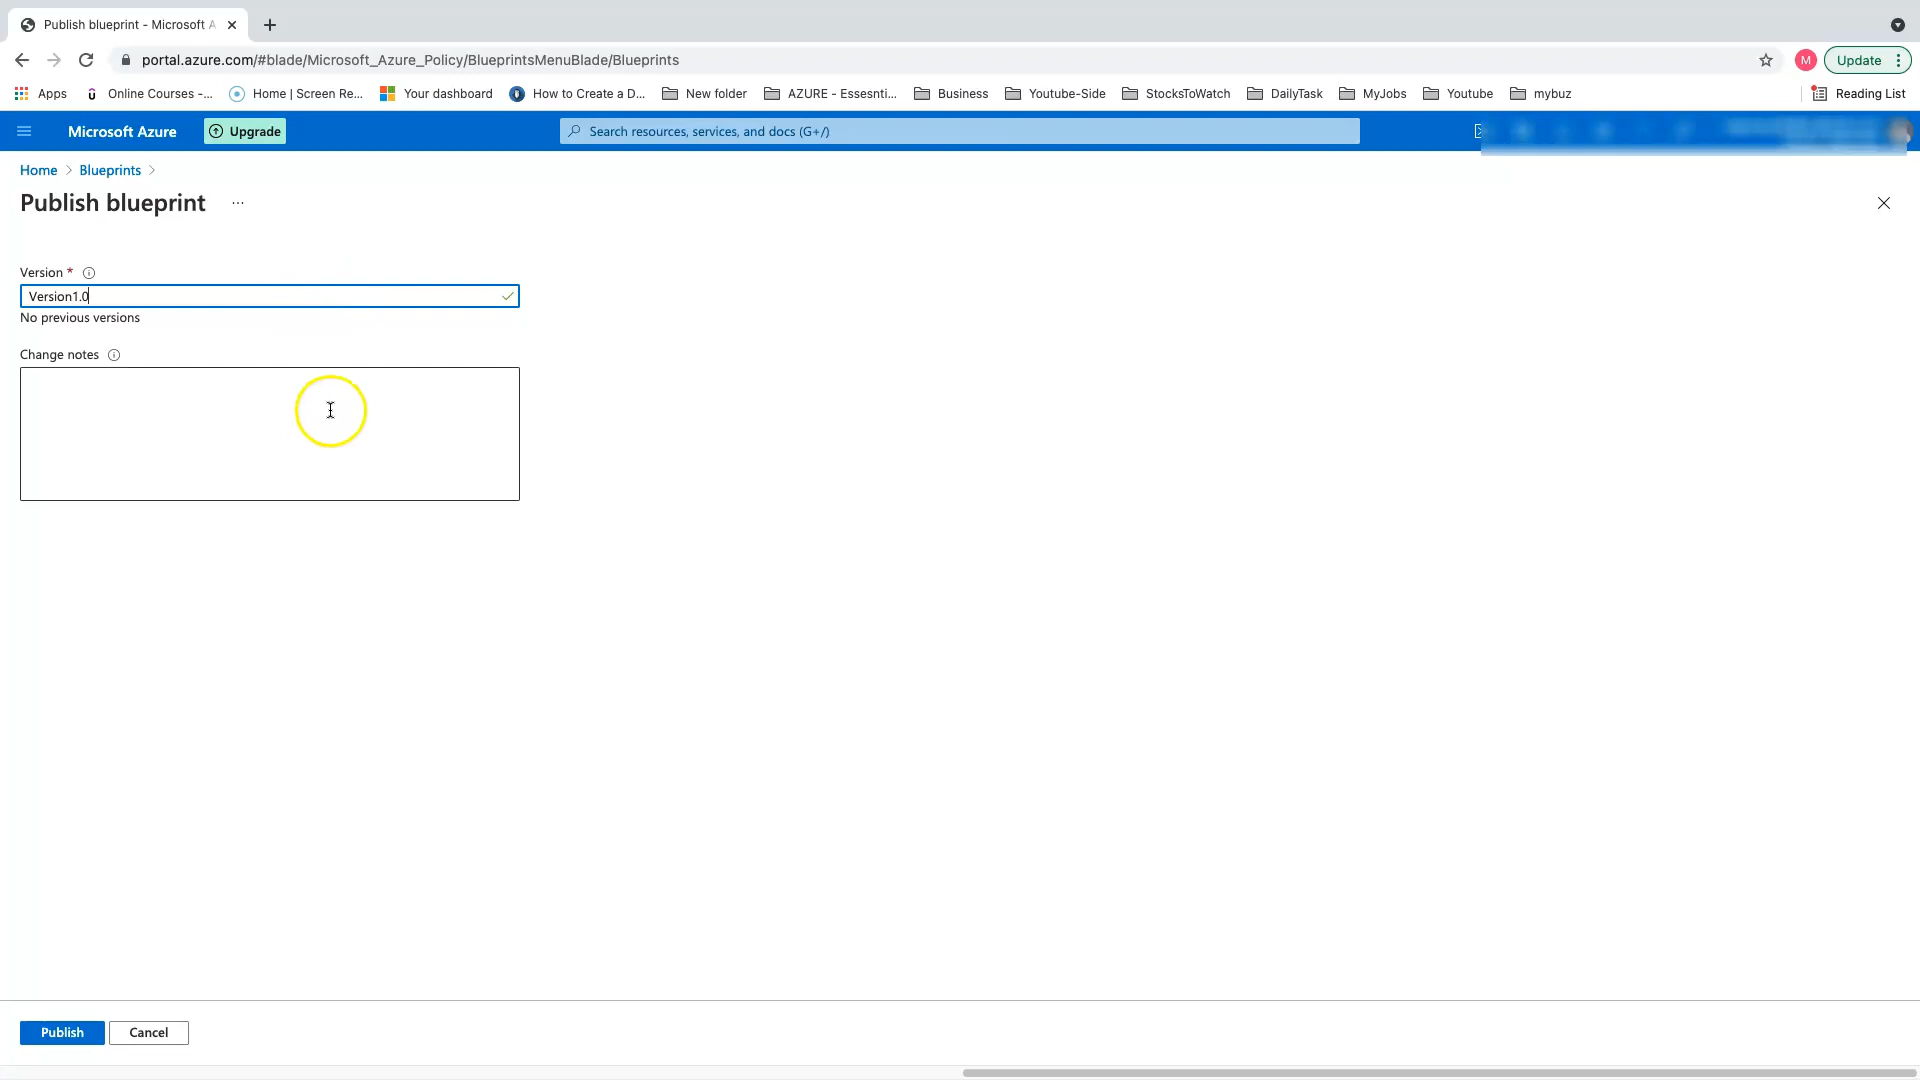 Publish blueprint - Microsoft A
portal.azure.com/#blade/Microsoft_Azure_Policy/BlueprintsMenuBlade/Blueprints
M
Update
Apps
Online Courses -...
Home | Screen Re...
Your dashboard
How to Create a D...
New folder
AZURE - Essesnti...
Business
Youtube-Side
StocksToWatch
DailyTask
MyJobs
Youtube
mybuz
Reading List
Microsoft Azure
Upgrade
Search resources, services, and docs (G+/)
Home > Blueprints >
Publish blueprint ...
Version *
Version1.0
No previous versions
Change notes
Publish
Cancel